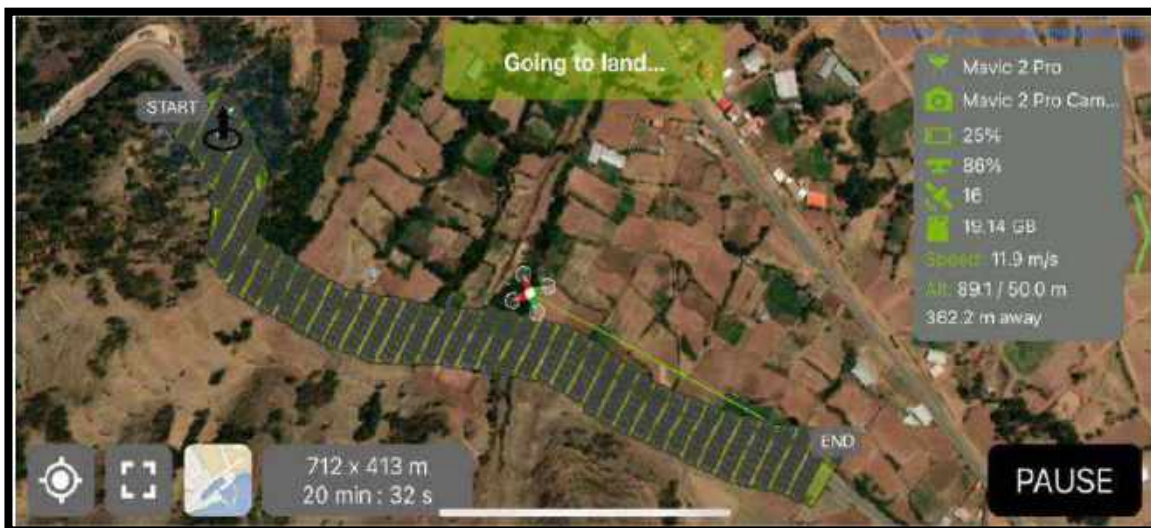 Going to land...
START
END
Mavic 2 Pro
Mavic 2 Pro Cam...
25%
86%
16
19.14 GB
Speed: 11.9 m/s
Alt: 89.1 / 50.0 m
362.2 m away
712 x 413 m
20 min : 32 s
PAUSE